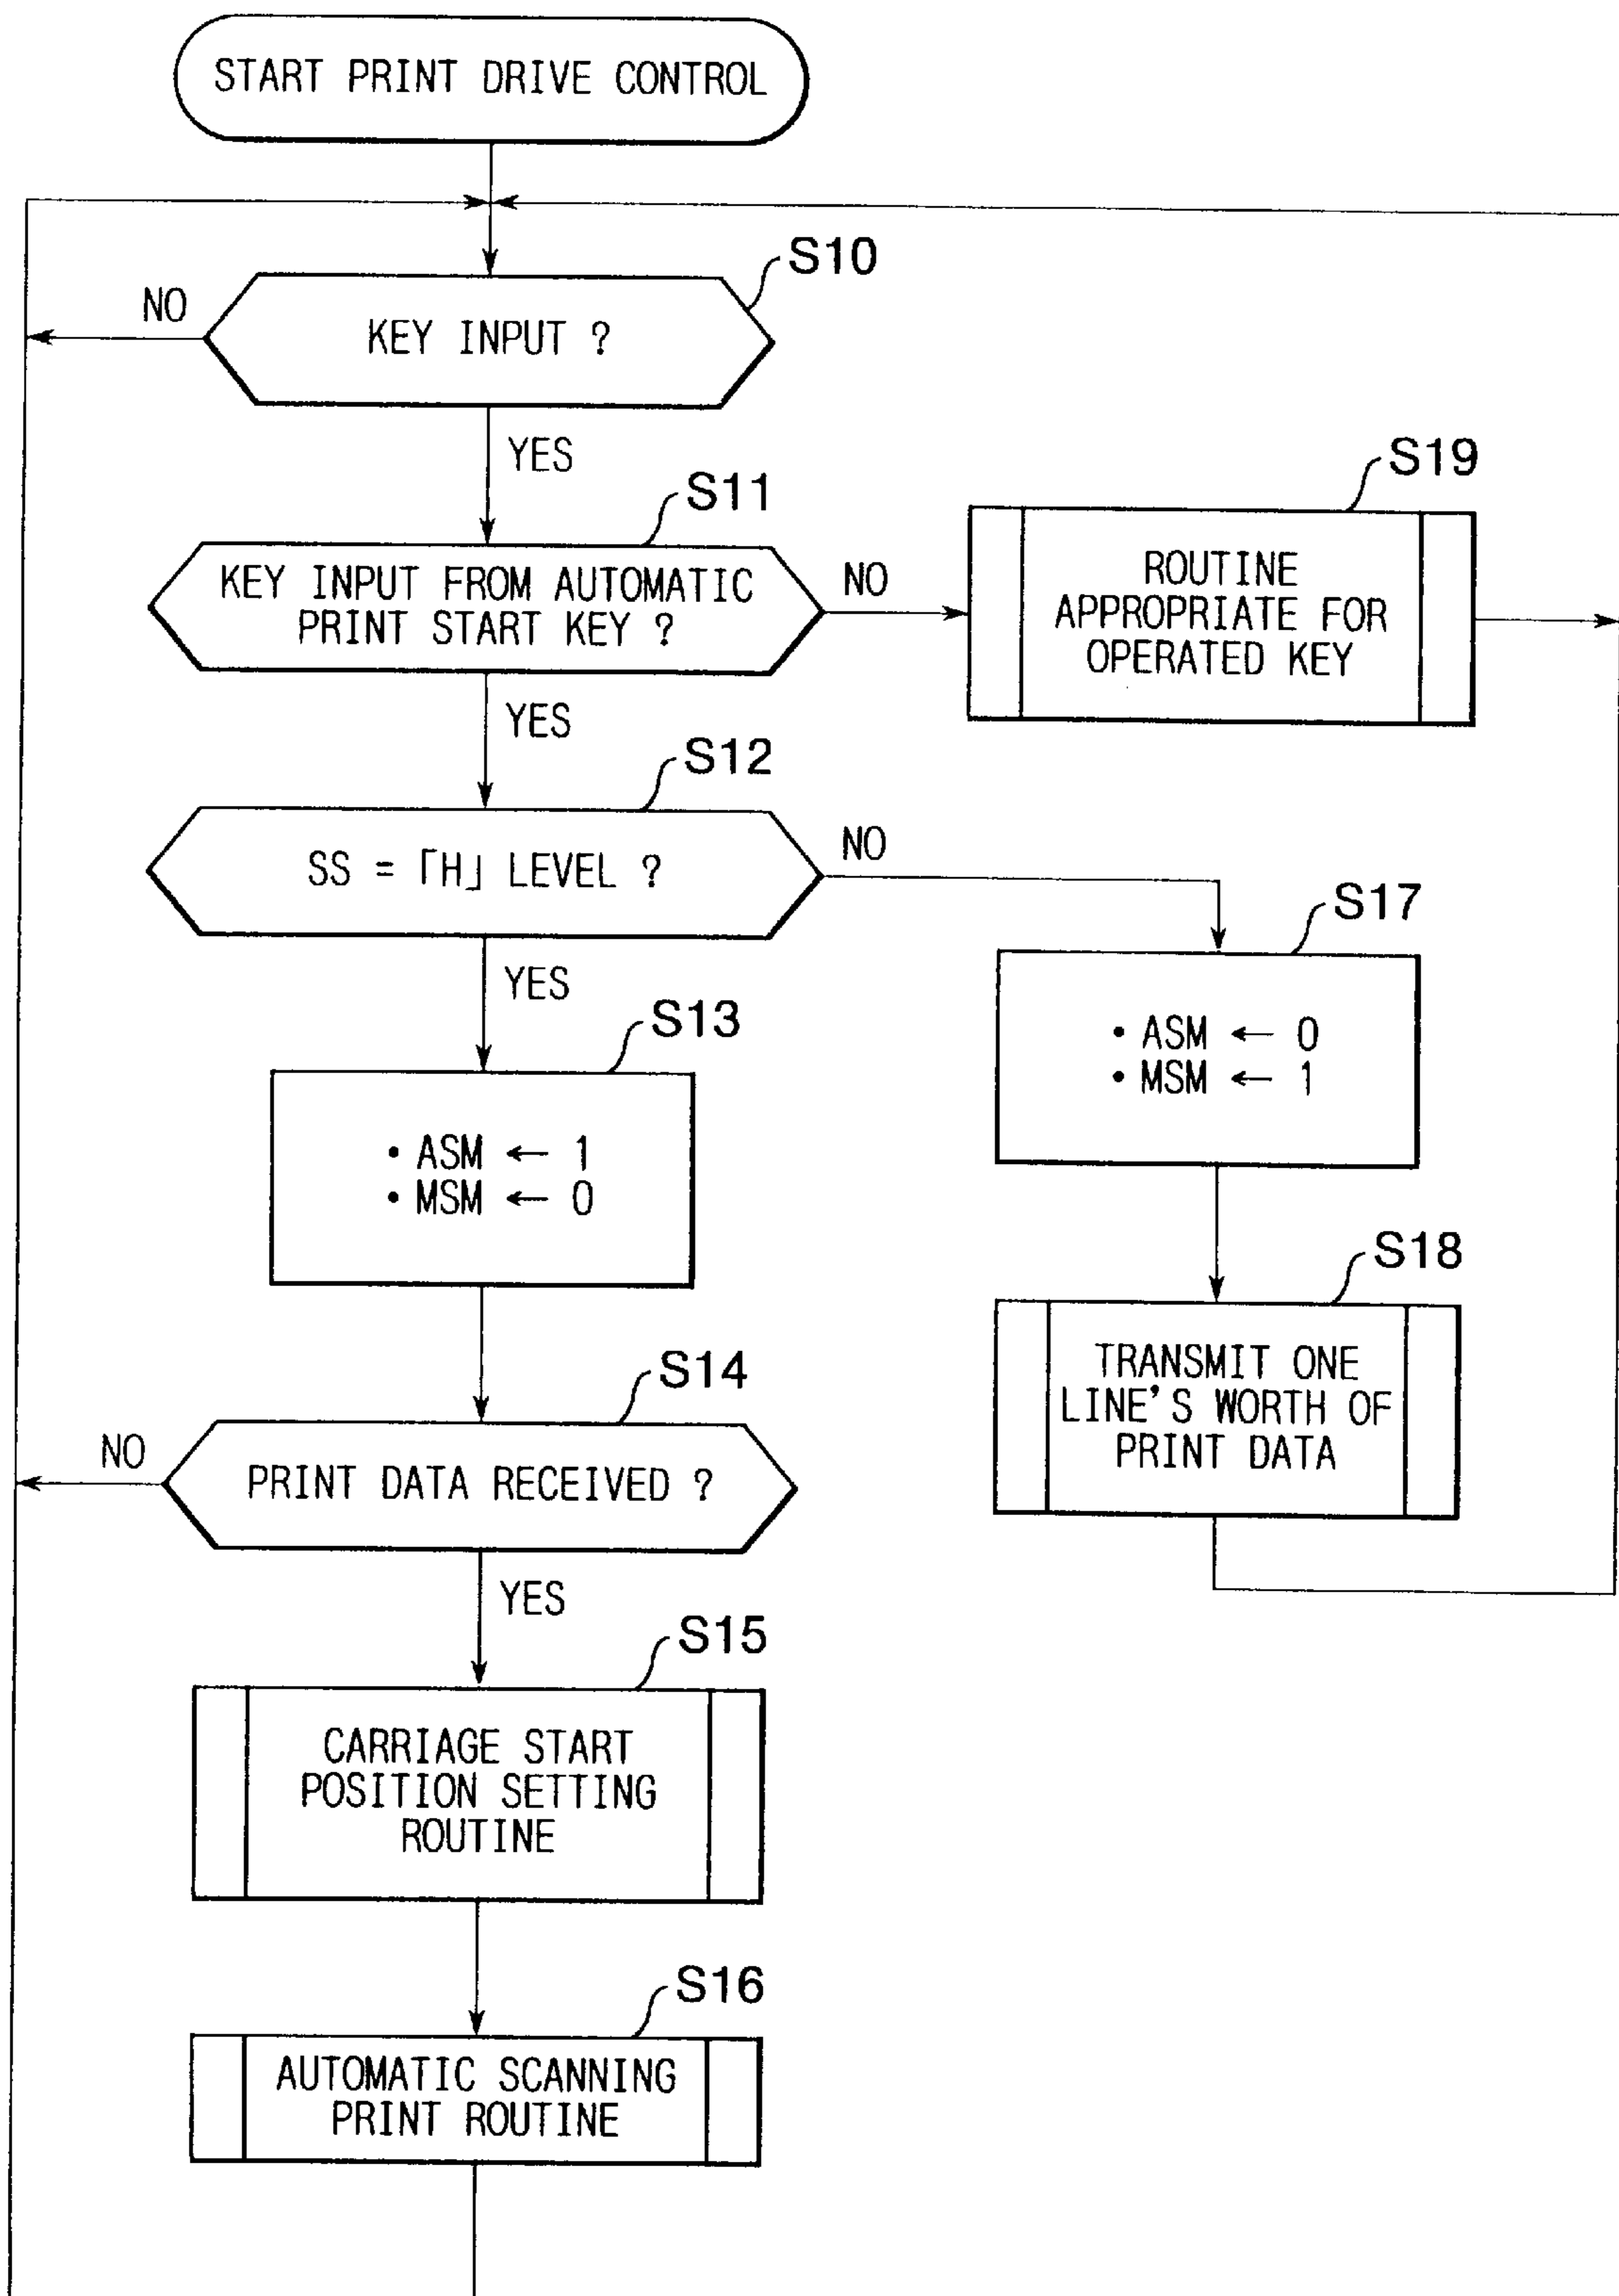 START PRINT DRIVE CONTROL
S10
NO
KEY INPUT ?
YES
S11
KEY INPUT FROM AUTOMATIC
PRINT START KEY ?
NO
S19
ROUTINE
APPROPRIATE FOR
OPERATED KEY
YES
S12
SS = 「H」 LEVEL ?
NO
YES
S17
• ASM ← 0
• MSM ← 1
S13
• ASM ← 1
• MSM ← 0
S18
TRANSMIT ONE
LINE'S WORTH OF
PRINT DATA
S14
NO
PRINT DATA RECEIVED ?
YES
S15
CARRIAGE START
POSITION SETTING
ROUTINE
S16
AUTOMATIC SCANNING
PRINT ROUTINE